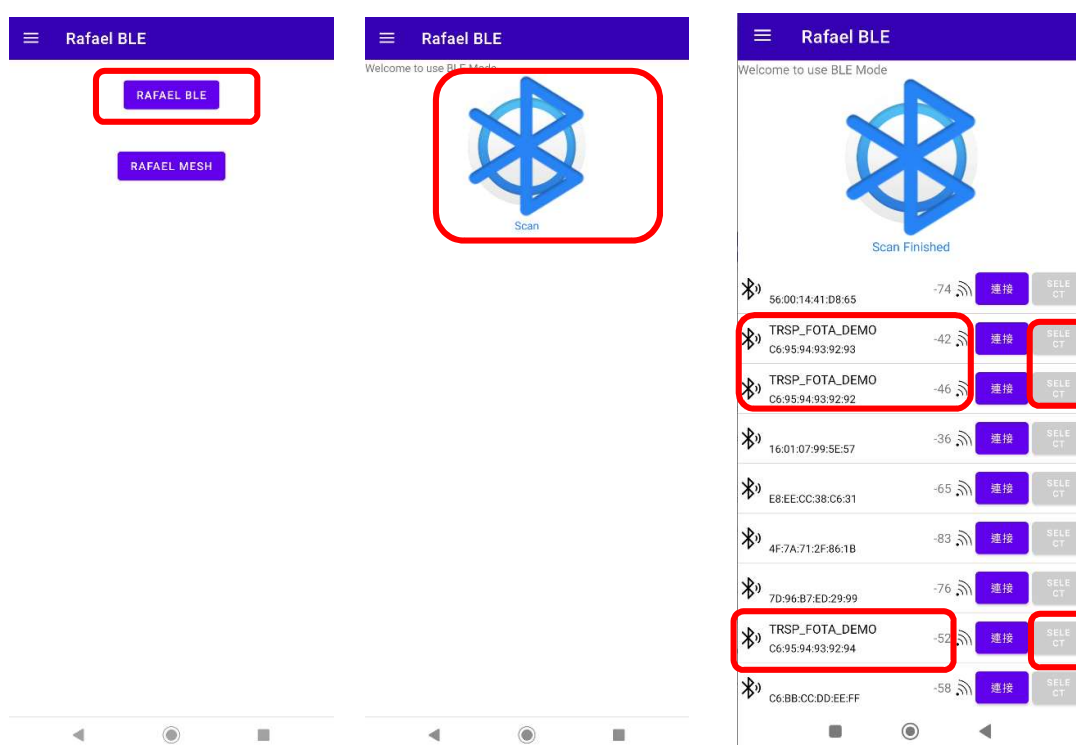 Rafael BLE
RAFAEL BLE
RAFAEL MESH
Rafael BLE
Welcome to use BLE Mode
Scan
Rafael BLE
Welcome to use BLE Mode
Scan Finished
56:00:14:41:D8:65
-74
連接
SELE
CT
TRSP_FOTA_DEMO
C6:95:94:93:92:93
-42
連接
SELE
CT
TRSP_FOTA_DEMO
C6:95:94:93:92:92
-46
連接
SELE
CT
16:01:07:99:5E:57
-36
連接
SELE
CT
E8:EE:CC:38:C6:31
-65
連接
SELE
CT
4F:7A:71:2F:86:1B
-83
連接
SELE
CT
7D:96:B7:ED:29:99
-76
連接
SELE
CT
TRSP_FOTA_DEMO
C6:95:94:93:92:94
-52
連接
SELE
CT
C6:BB:CC:DD:EE:FF
-58
連接
SELE
CT